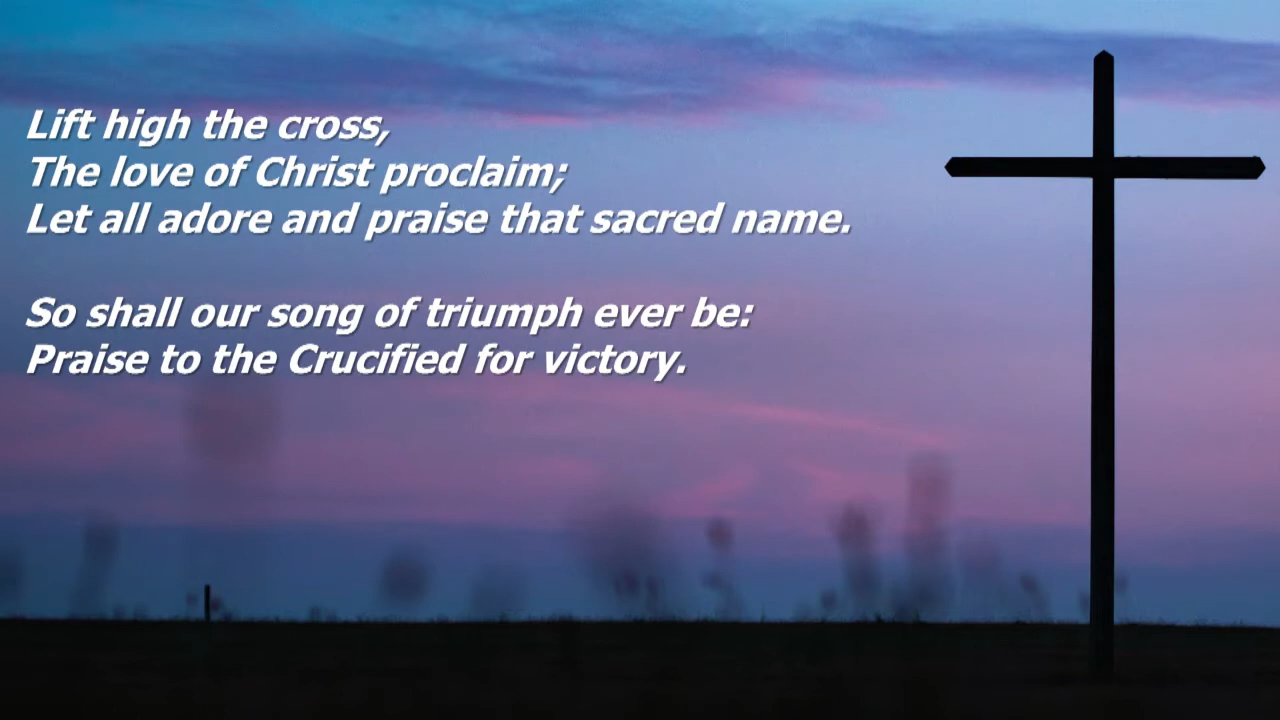 Lift high the cross,
The love of Christ proclaim;
Let all adore and praise that sacred name.
So shall our song of triumph ever be:
Praise to the Crucified for victory.